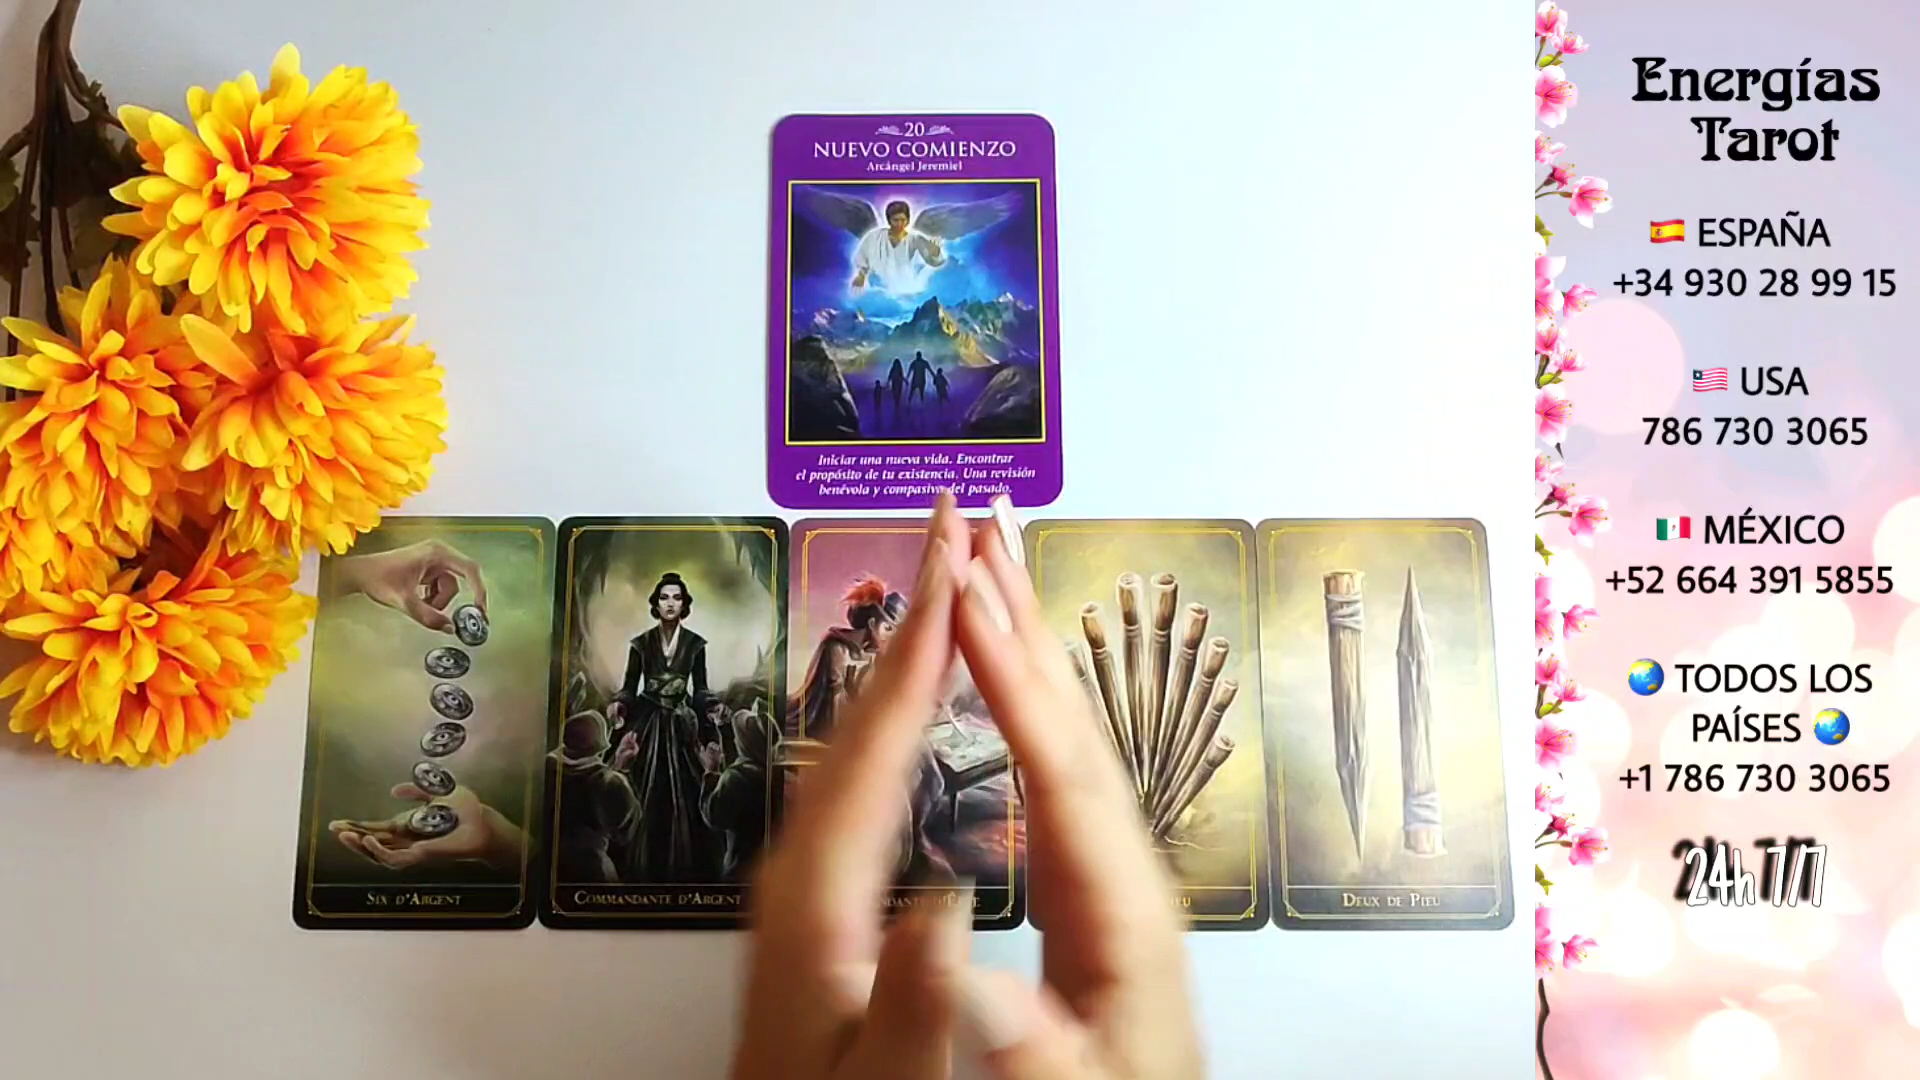 20
NUEVO COMIENZO
Arcángel Jeremiel
Iniciar una nueva vida. Encontrar
el propósito de tu existencia. Una revisión
benévola y compasiva del pasado.
SIX D'ARGENT
COMMANDANTE D'ARGENT
DEUX DE PIEU
Energías
Tarot
ESPAÑA
+34 930 28 99 15
USA
786 730 3065
MÉXICO
+52 664 391 5855
TODOS LOS
PAÍSES
+1 786 730 3065
24h 7/7